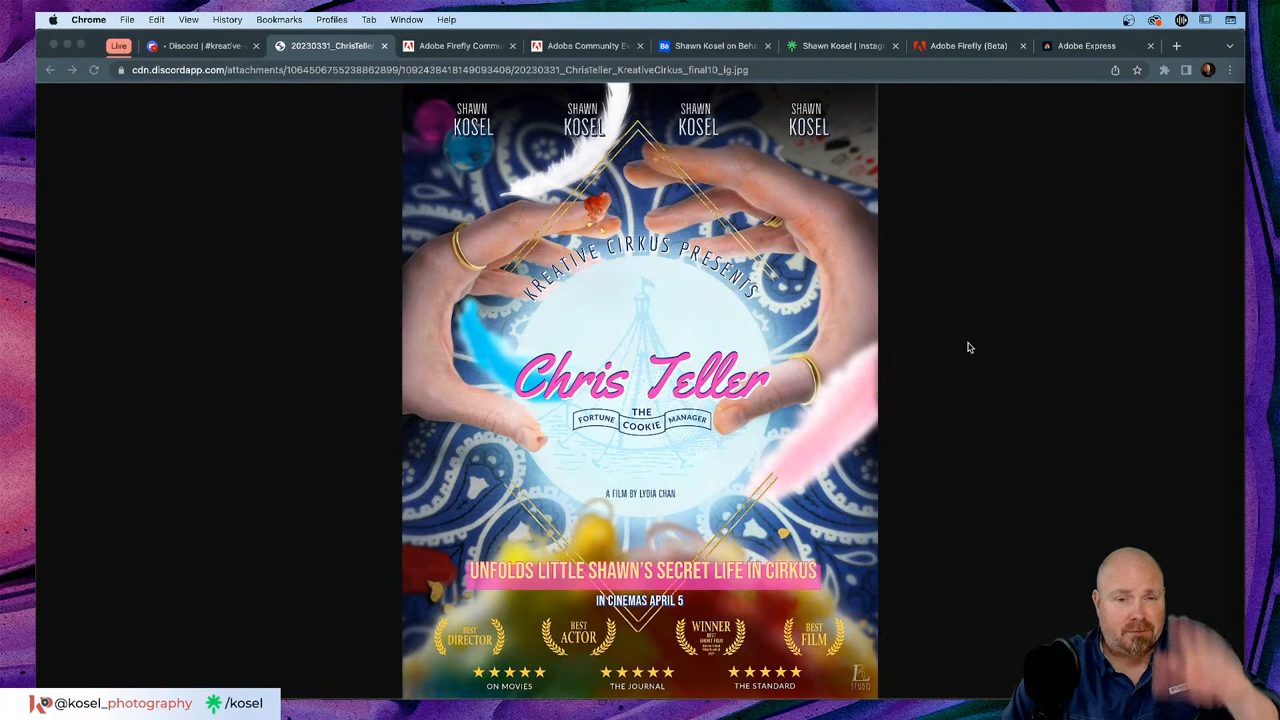 Chrome File Edit View History Bookmarks Profiles Tab Window Help
Live Discord | #kreative- 20230331_ChrisTeller Adobe Firefly Commu Adobe Community Ev Shawn Kosel on Beha Shawn Kosel | Instag Adobe Firefly (Beta) Adobe Express
cdn.discordapp.com/attachments/1064506755238862899/1092438418149093406/20230331_ChrisTeller_KreativeCirkus_final10_ig.jpg
SHAWN SHAWN SHAWN SHAWN
KOSEL KOSEL KOSEL KOSEL
KREATIVE CIRKUS PRESENTS
Chris Teller
THE
FORTUNE COOKIE MANAGER
A FILM BY LYDIA CHAN
UNFOLDS LITTLE SHAWN'S SECRET LIFE IN CIRKUS
IN CINEMAS APRIL 5
BEST DIRECTOR
BEST ACTOR
WINNER BEST
BEST FILM
ON MOVIES THE JOURNAL THE STANDARD
STUDIO
@kosel_photography /kosel